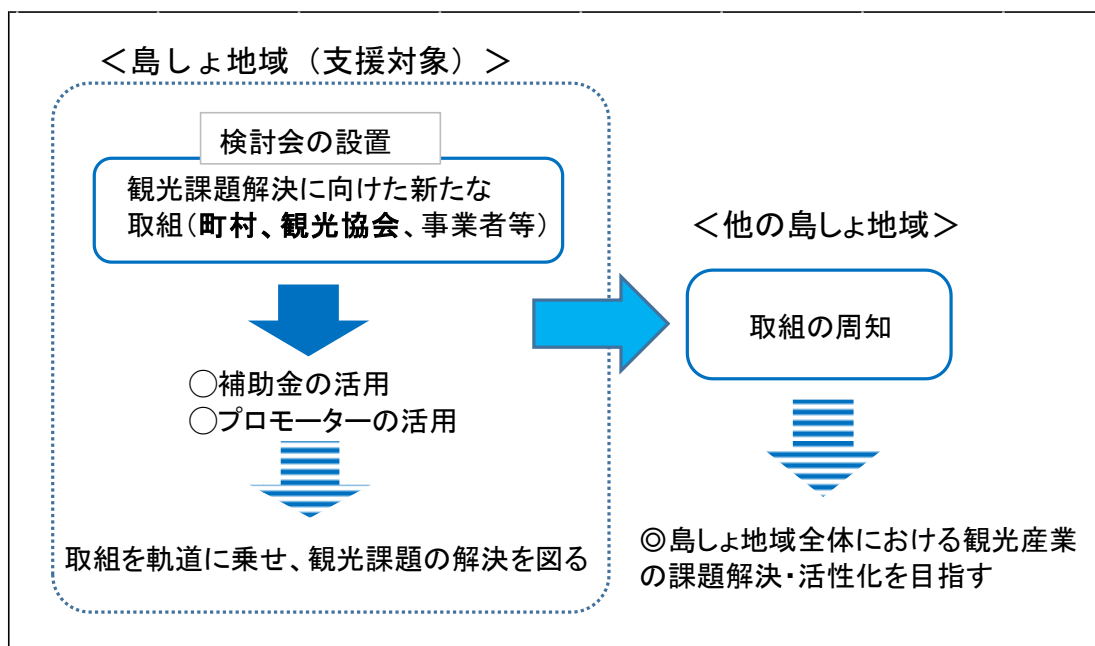 ＜島しょ地域（支援対象）＞
検討会の設置
観光課題解決に向けた新たな
取組（町村、観光協会、事業者等）
○補助金の活用
○プロモーターの活用
取組を軌道に乗せ、観光課題の解決を図る
＜他の島しょ地域＞
取組の周知
◎島しょ地域全体における観光産業
の課題解決・活性化を目指す